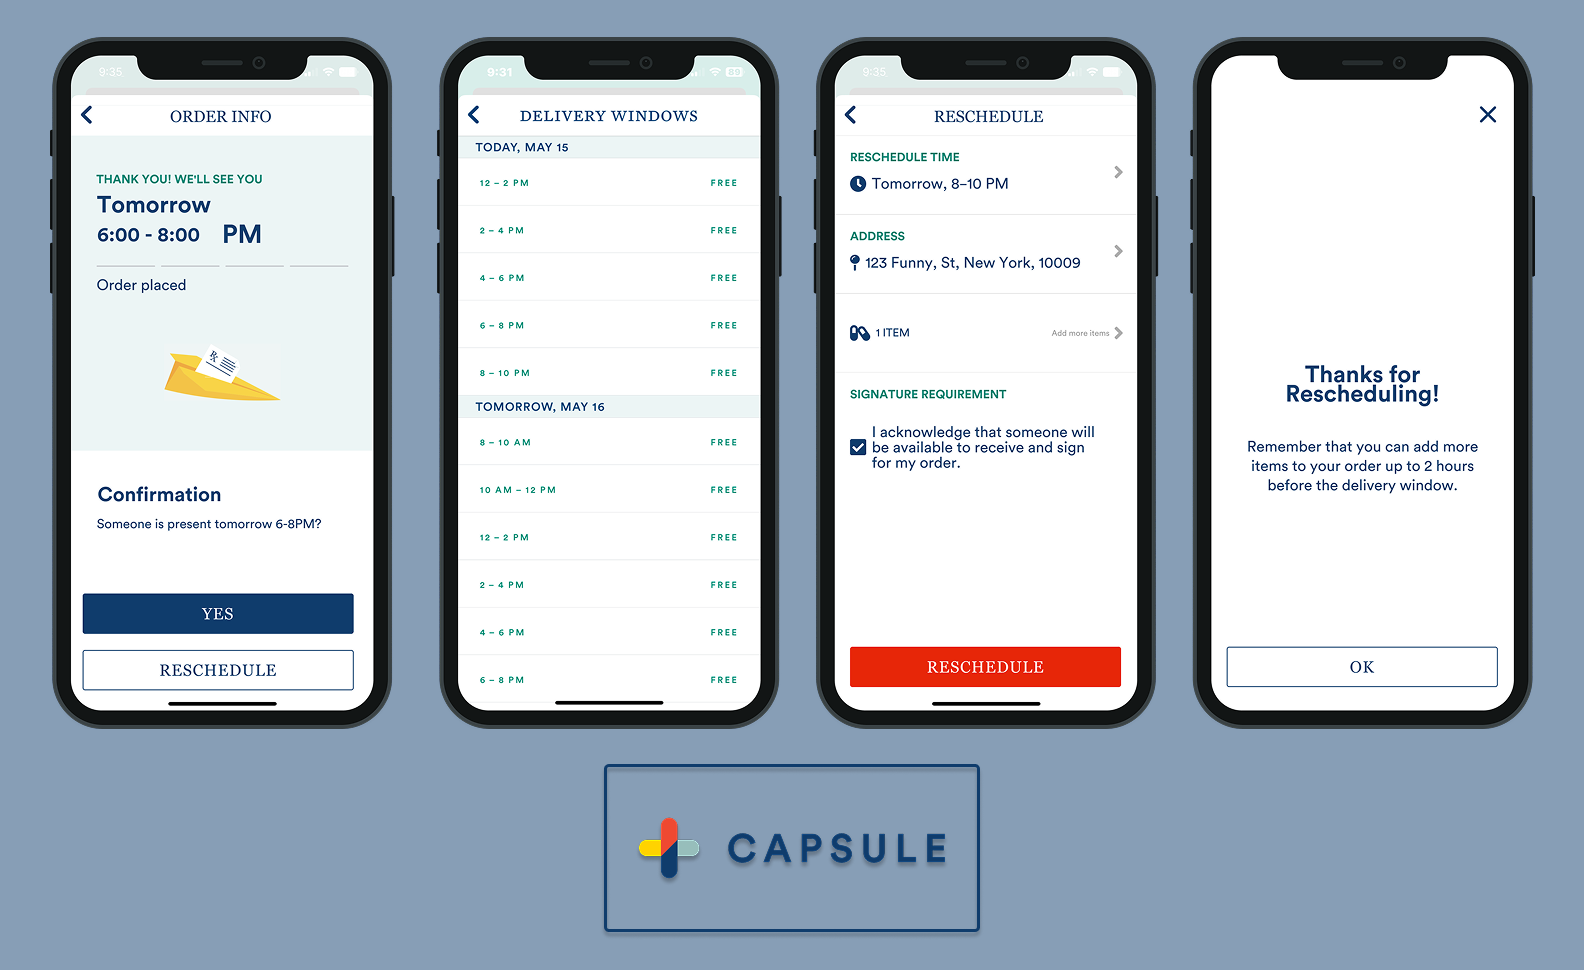 9:35
ORDER INFO
THANK YOU! WE'LL SEE YOU
Tomorrow
6:00 - 8:00 PM
Order placed
Rx
Confirmation
Someone is present tomorrow 6-8PM?
YES
RESCHEDULE
9:31
89
DELIVERY WINDOWS
TODAY, MAY 15
12 – 2 PM FREE
2 – 4 PM FREE
4 – 6 PM FREE
6 – 8 PM FREE
8 – 10 PM FREE
TOMORROW, MAY 16
8 – 10 AM FREE
10 AM – 12 PM FREE
12 – 2 PM FREE
2 – 4 PM FREE
4 – 6 PM FREE
6 – 8 PM FREE
9:35
RESCHEDULE
RESCHEDULE TIME
Tomorrow, 8–10 PM
ADDRESS
123 Funny, St, New York, 10009
1 ITEM Add more items
SIGNATURE REQUIREMENT
I acknowledge that someone will
be available to receive and sign
for my order.
RESCHEDULE
Thanks for
Rescheduling!
Remember that you can add more
items to your order up to 2 hours
before the delivery window.
OK
CAPSULE